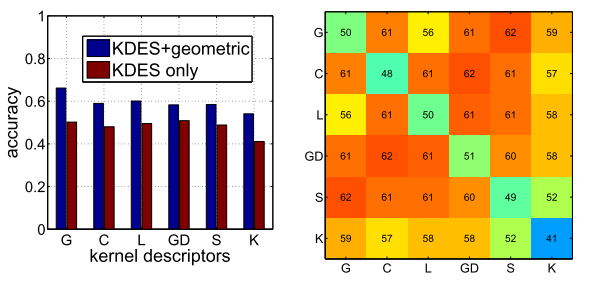 1
0.8
0.6
0.4
0.2
0
accuracy
KDES+geometric
KDES only
G C L GD S K
kernel descriptors
G 50 61 56 61 62 59
C 61 48 61 62 61 57
L 56 61 50 61 61 58
GD 61 62 61 51 60 58
S 62 61 61 60 49 52
K 59 57 58 58 52 41
G C L GD S K